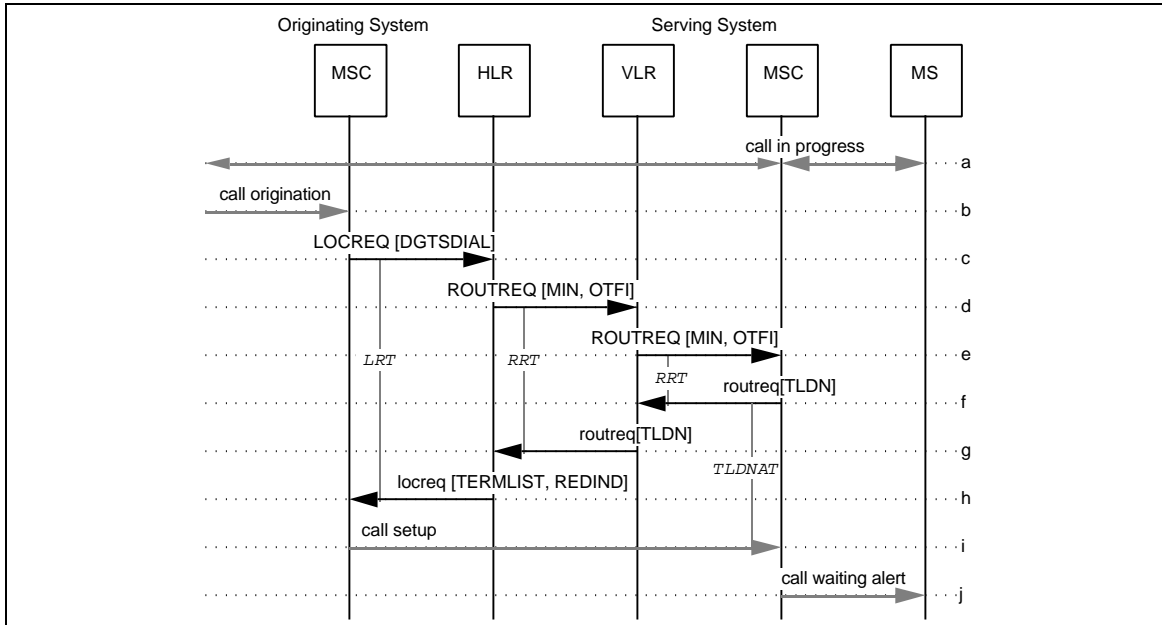 Originating System Serving System
MSC HLR VLR MSC MS
call in progress
a
call origination
b
LOCREQ [DGTSDIAL]
c
ROUTREQ [MIN, OTFI]
d
ROUTREQ [MIN, OTFI]
e
LRT RRT
RRT
routreq[TLDN]
f
routreq[TLDN]
g
TLDNAT
locreq [TERMLIST, REDIND]
h
call setup
i
call waiting alert
j